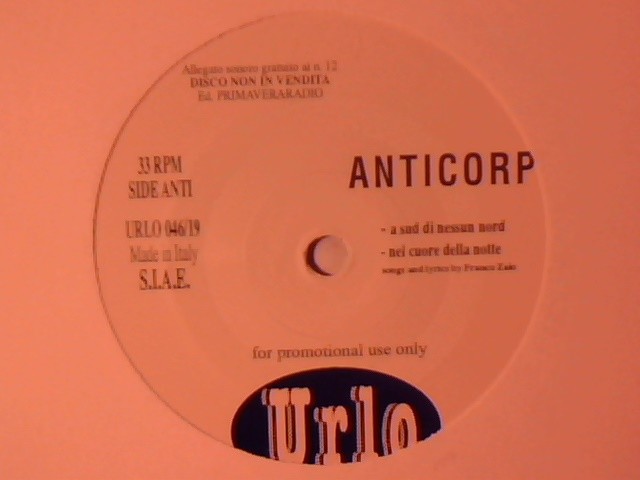 Allegato sonoro gratuito al n. 12
DISCO NON IN VENDITA
Ed. PRIMAVERARADIO
33 RPM
SIDE ANTI
URLO 046/19
Made in Italy
S.I.A.E.
ANTICORP
- a sud di nessun nord
- nel cuore della notte
songs and lyrics by Franco
for promotional use only
Urlo